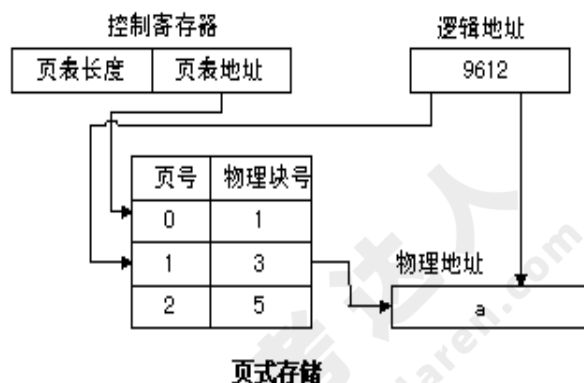 控制寄存器
逻辑地址
页表长度 页表地址
9612
页号 物理块号
0 1
1 3
2 5
物理地址
a
页式存储